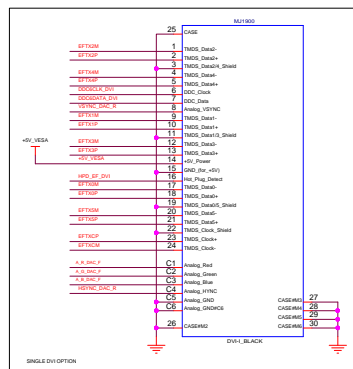 MJ1900
25 CASE
EFTX2M 1 TMDS_Data2-
EFTX2P 2 TMDS_Data2+
3 TMDS_Data2/4_Shield
EFTX4M 4 TMDS_Data4-
EFTX4P 5 TMDS_Data4+
DDC6CLK_DVI 6 DDC_Clock
DDC6DATA_DVI 7 DDC_Data
VSYNC_DAC_R 8 Analog_VSYNC
EFTX1M 9 TMDS_Data1-
EFTX1P 10 TMDS_Data1+
11 TMDS_Data1/3_Shield
EFTX3M 12 TMDS_Data3-
EFTX3P 13 TMDS_Data3+
+5V_VESA +5V_VESA 14 +5V_Power
15 GND_(for_+5V)
HPD_EF_DVI 16 Hot_Plug_Detect
EFTX0M 17 TMDS_Data0-
EFTX0P 18 TMDS_Data0+
19 TMDS_Data0/5_Shield
EFTX5M 20 TMDS_Data5-
EFTX5P 21 TMDS_Data5+
22 TMDS_Clock_Shield
EFTXCP 23 TMDS_Clock+
EFTXCM 24 TMDS_Clock-
A_R_DAC_F C1 Analog_Red
A_G_DAC_F C2 Analog_Green
A_B_DAC_F C3 Analog_Blue
HSYNC_DAC_R C4 Analog_HYNC
C5 Analog_GND CASE#M3 27
C6 Analog_GND#C6 CASE#M4 28
CASE#M5 29
26 CASE#M2 CASE#M6 30
DVI-I_BLACK
SINGLE DVI OPTION